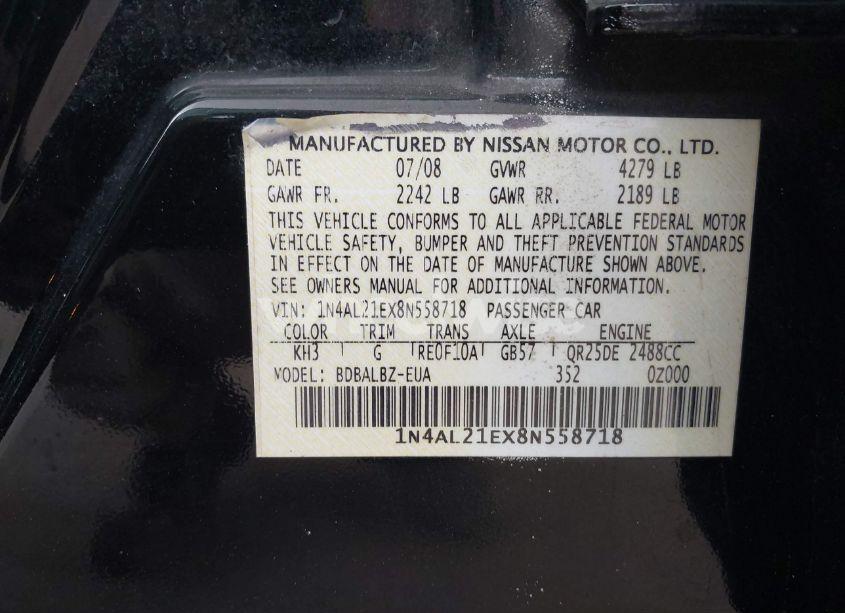 MANUFACTURED BY NISSAN MOTOR CO., LTD.
DATE 07/08 GVWR 4279 LB
GAWR FR. 2242 LB GAWR RR. 2189 LB
THIS VEHICLE CONFORMS TO ALL APPLICABLE FEDERAL MOTOR
VEHICLE SAFETY, BUMPER AND THEFT PREVENTION STANDARDS
IN EFFECT ON THE DATE OF MANUFACTURE SHOWN ABOVE.
SEE OWNERS MANUAL FOR ADDITIONAL INFORMATION.
VIN: 1N4AL21EX8N558718 PASSENGER CAR
COLOR TRIM TRANS AXLE ENGINE
KH3 G RE0F10A GB57 QR25DE 2488CC
MODEL: BDBALBZ-EUA 352 0Z000
1N4AL21EX8N558718